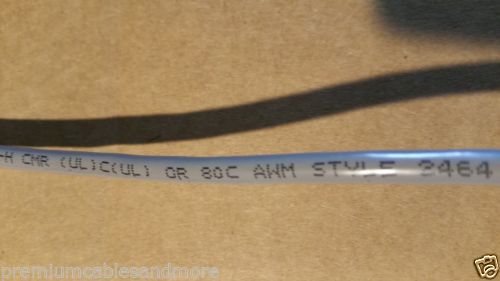 -H CMR (UL)C(UL) OR 80C AWM STYLE 2464
premiumcablesandmore